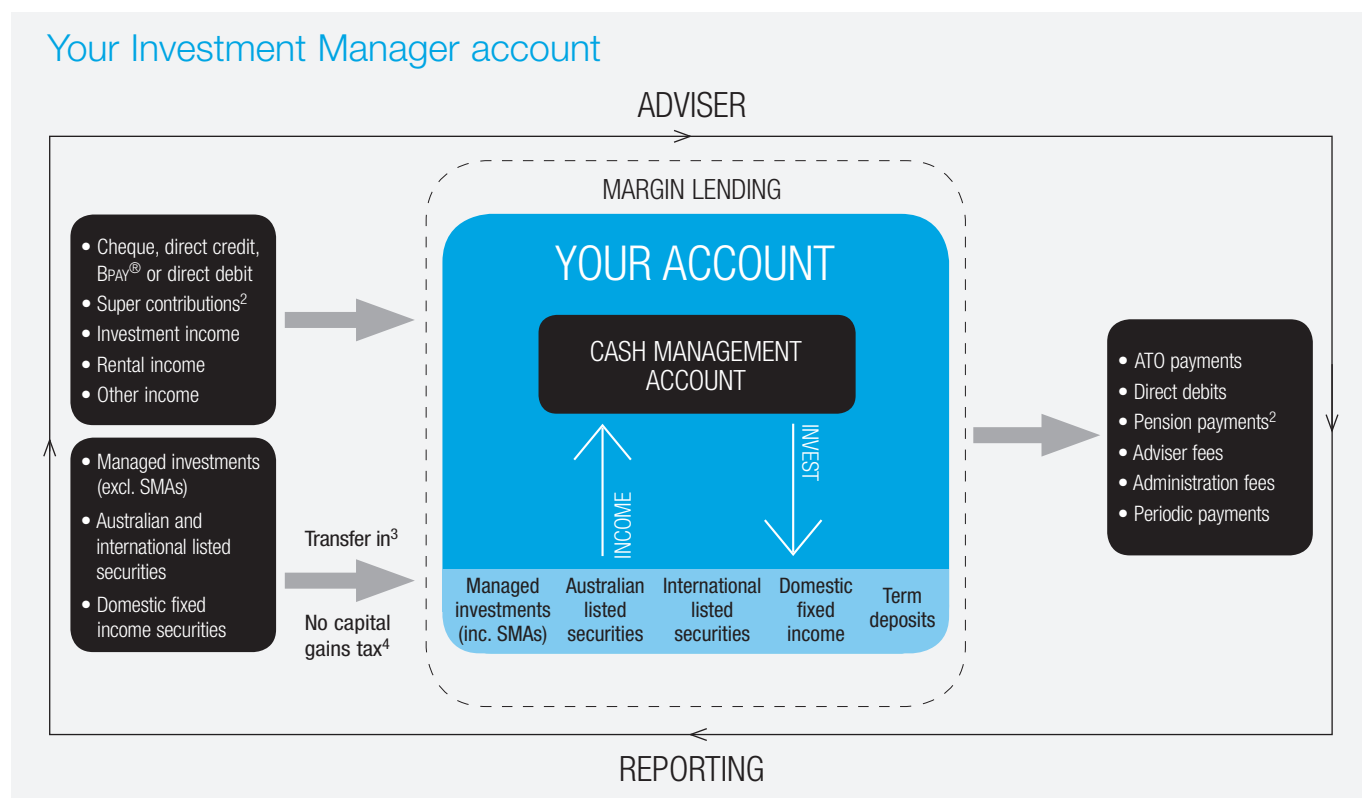 Your Investment Manager account
ADVISER
MARGIN LENDING
• Cheque, direct credit,
BPAY® or direct debit
• Super contributions²
• Investment income
• Rental income
• Other income
• Managed investments
(excl. SMAs)
• Australian and
international listed
securities
• Domestic fixed
income securities
Transfer in³
No capital
gains tax⁴
YOUR ACCOUNT
CASH MANAGEMENT
ACCOUNT
INCOME
INVEST
Managed
investments
(inc. SMAs)
Australian
listed
securities
International
listed
securities
Domestic
fixed
income
Term
deposits
• ATO payments
• Direct debits
• Pension payments²
• Adviser fees
• Administration fees
• Periodic payments
REPORTING